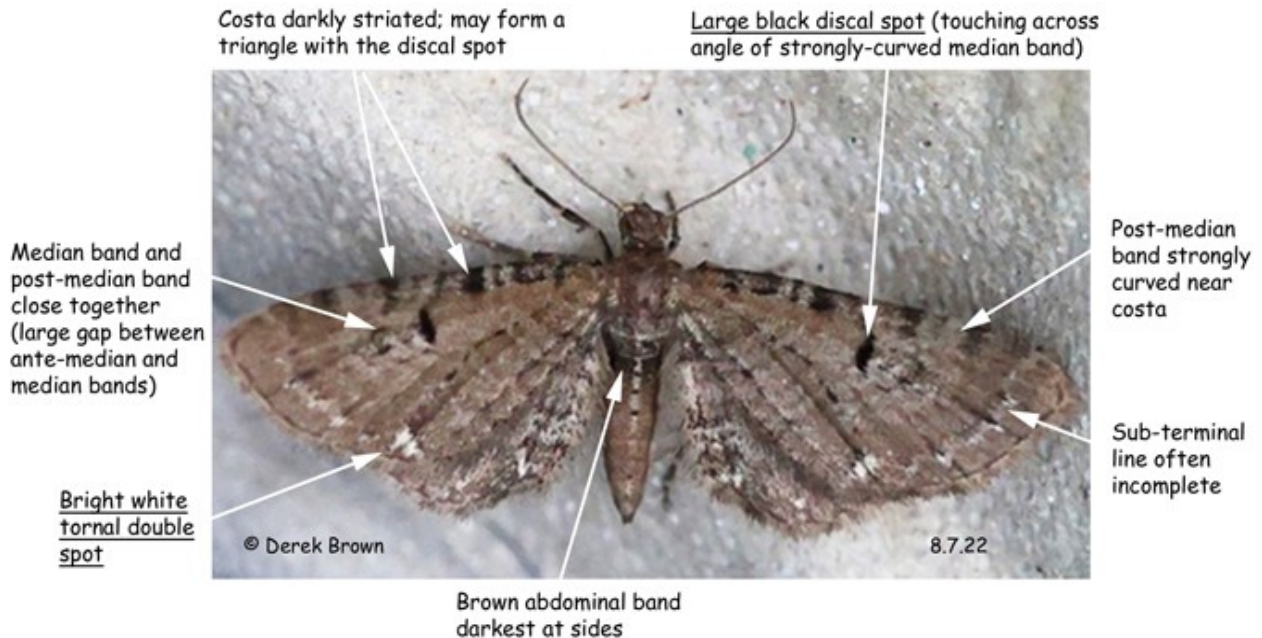 Costa darkly striated; may form a
triangle with the discal spot
Large black discal spot (touching across
angle of strongly-curved median band)
Median band and
post-median band
close together
(large gap between
ante-median and
median bands)
Post-median
band strongly
curved near
costa
Sub-terminal
line often
incomplete
Bright white
tornal double
spot
© Derek Brown
8.7.22
Brown abdominal band
darkest at sides